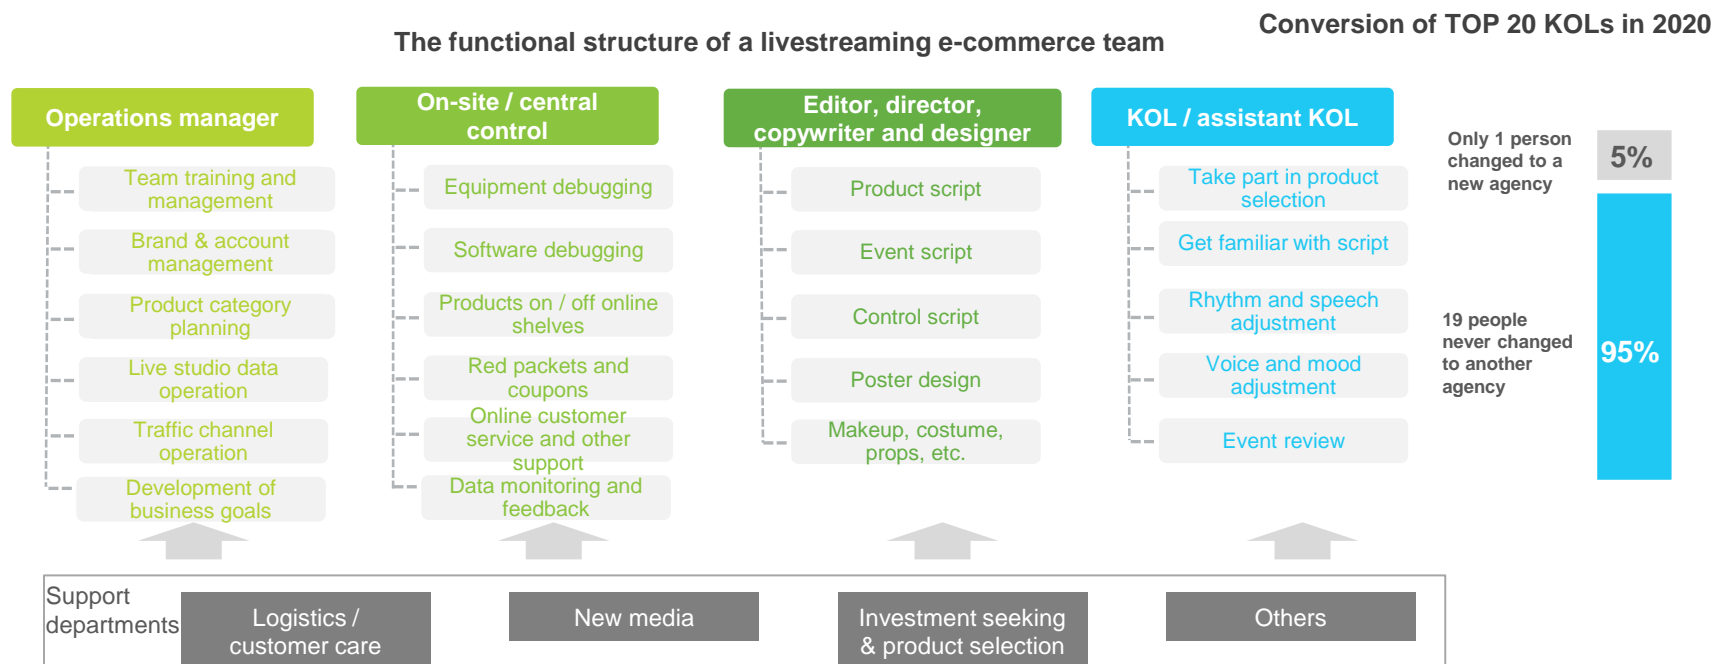 The functional structure of a livestreaming e-commerce team
Conversion of TOP 20 KOLs in 2020
Operations manager
Team training and
management
Brand & account
management
Product category
planning
Live studio data
operation
Traffic channel
operation
Development of
business goals
On-site / central
control
Equipment debugging
Software debugging
Products on / off online
shelves
Red packets and
coupons
Online customer
service and other
support
Data monitoring and
feedback
Editor, director,
copywriter and designer
Product script
Event script
Control script
Poster design
Makeup, costume,
props, etc.
KOL / assistant KOL
Take part in product
selection
Get familiar with script
Rhythm and speech
adjustment
Voice and mood
adjustment
Event review
Only 1 person
changed to a
new agency
5%
19 people
never changed
to another
agency
95%
Support
departments
Logistics /
customer care
New media
Investment seeking
& product selection
Others